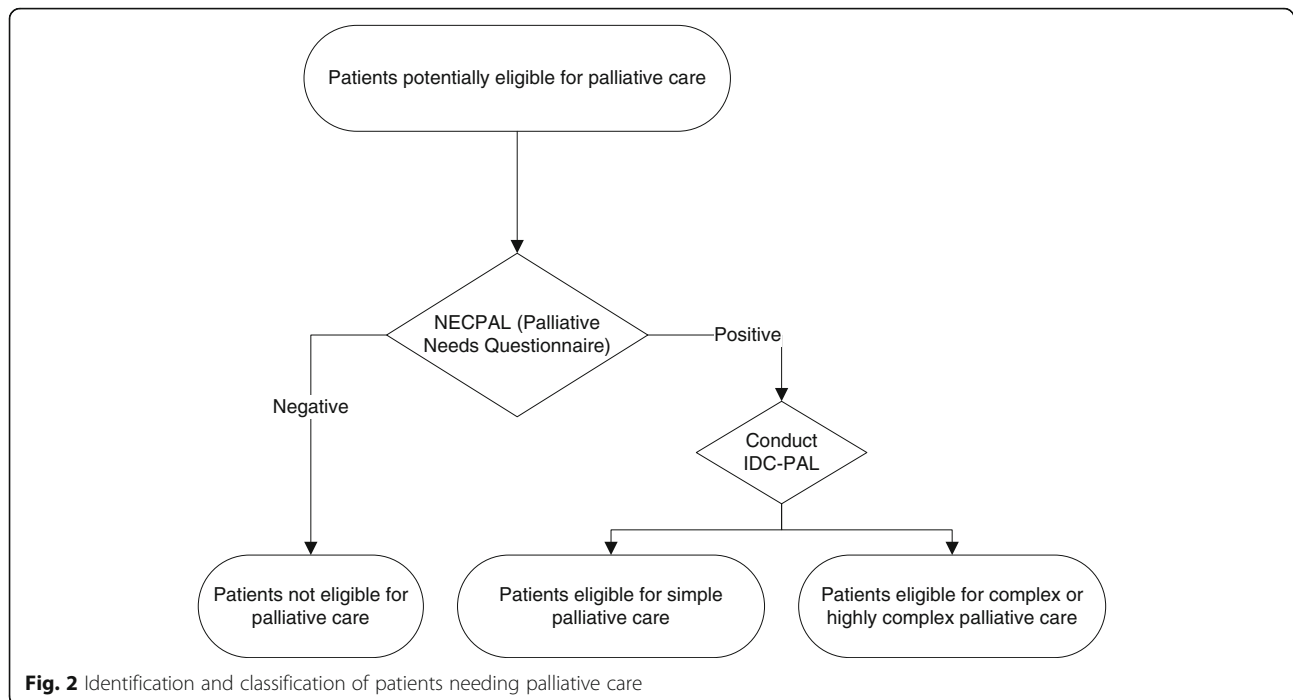 Patients potentially eligible for palliative care
NECPAL (Palliative
Needs Questionnaire)
Positive
Negative
Conduct
IDC-PAL
Patients not eligible for
palliative care
Patients eligible for simple
palliative care
Patients eligible for complex or
highly complex palliative care
Fig. 2 Identification and classification of patients needing palliative care